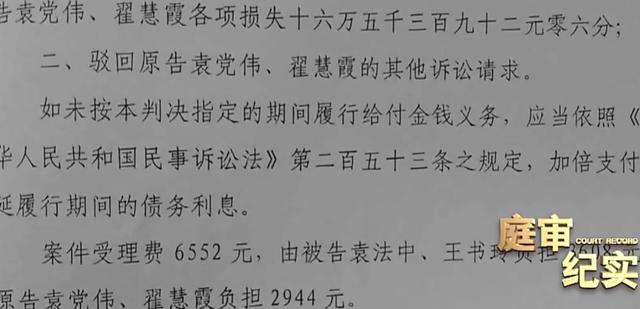 告袁党伟、翟慧霞各项损失十六万五千三百九十二元零六分；
二、驳回原告袁党伟、翟慧霞的其他诉讼请求。
如未按本判决指定的期间履行给付金钱义务，应当依照《
华人民共和国民事诉讼法》第二百五十三条之规定，加倍支付
延履行期间的债务利息。
案件受理费 6552 元，由被告袁法中、王书玲负担 3608 元
原告袁党伟、翟慧霞负担 2944 元。
庭审
COURT RECORD
纪实